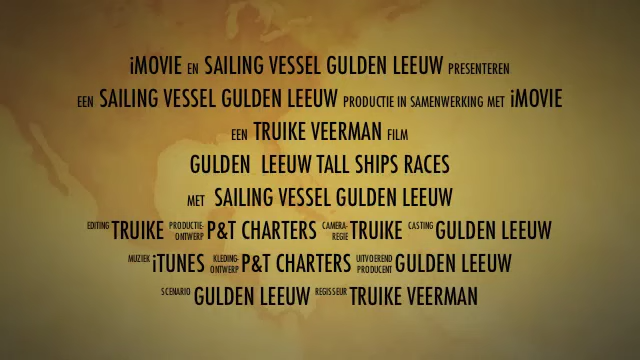 iMOVIE EN SAILING VESSEL GULDEN LEEUW PRESENTEREN
EEN SAILING VESSEL GULDEN LEEUW PRODUCTIE IN SAMENWERKING MET iMOVIE
EEN TRUIKE VEERMAN FILM
GULDEN LEEUW TALL SHIPS RACES
MET SAILING VESSEL GULDEN LEEUW
EDITING TRUIKE PRODUCTIE-ONTWERP P&T CHARTERS CAMERA-REGIE TRUIKE CASTING GULDEN LEEUW
MUZIEK iTUNES KLEDING-ONTWERP P&T CHARTERS UITVOEREND PRODUCENT GULDEN LEEUW
SCENARIO GULDEN LEEUW REGISSEUR TRUIKE VEERMAN